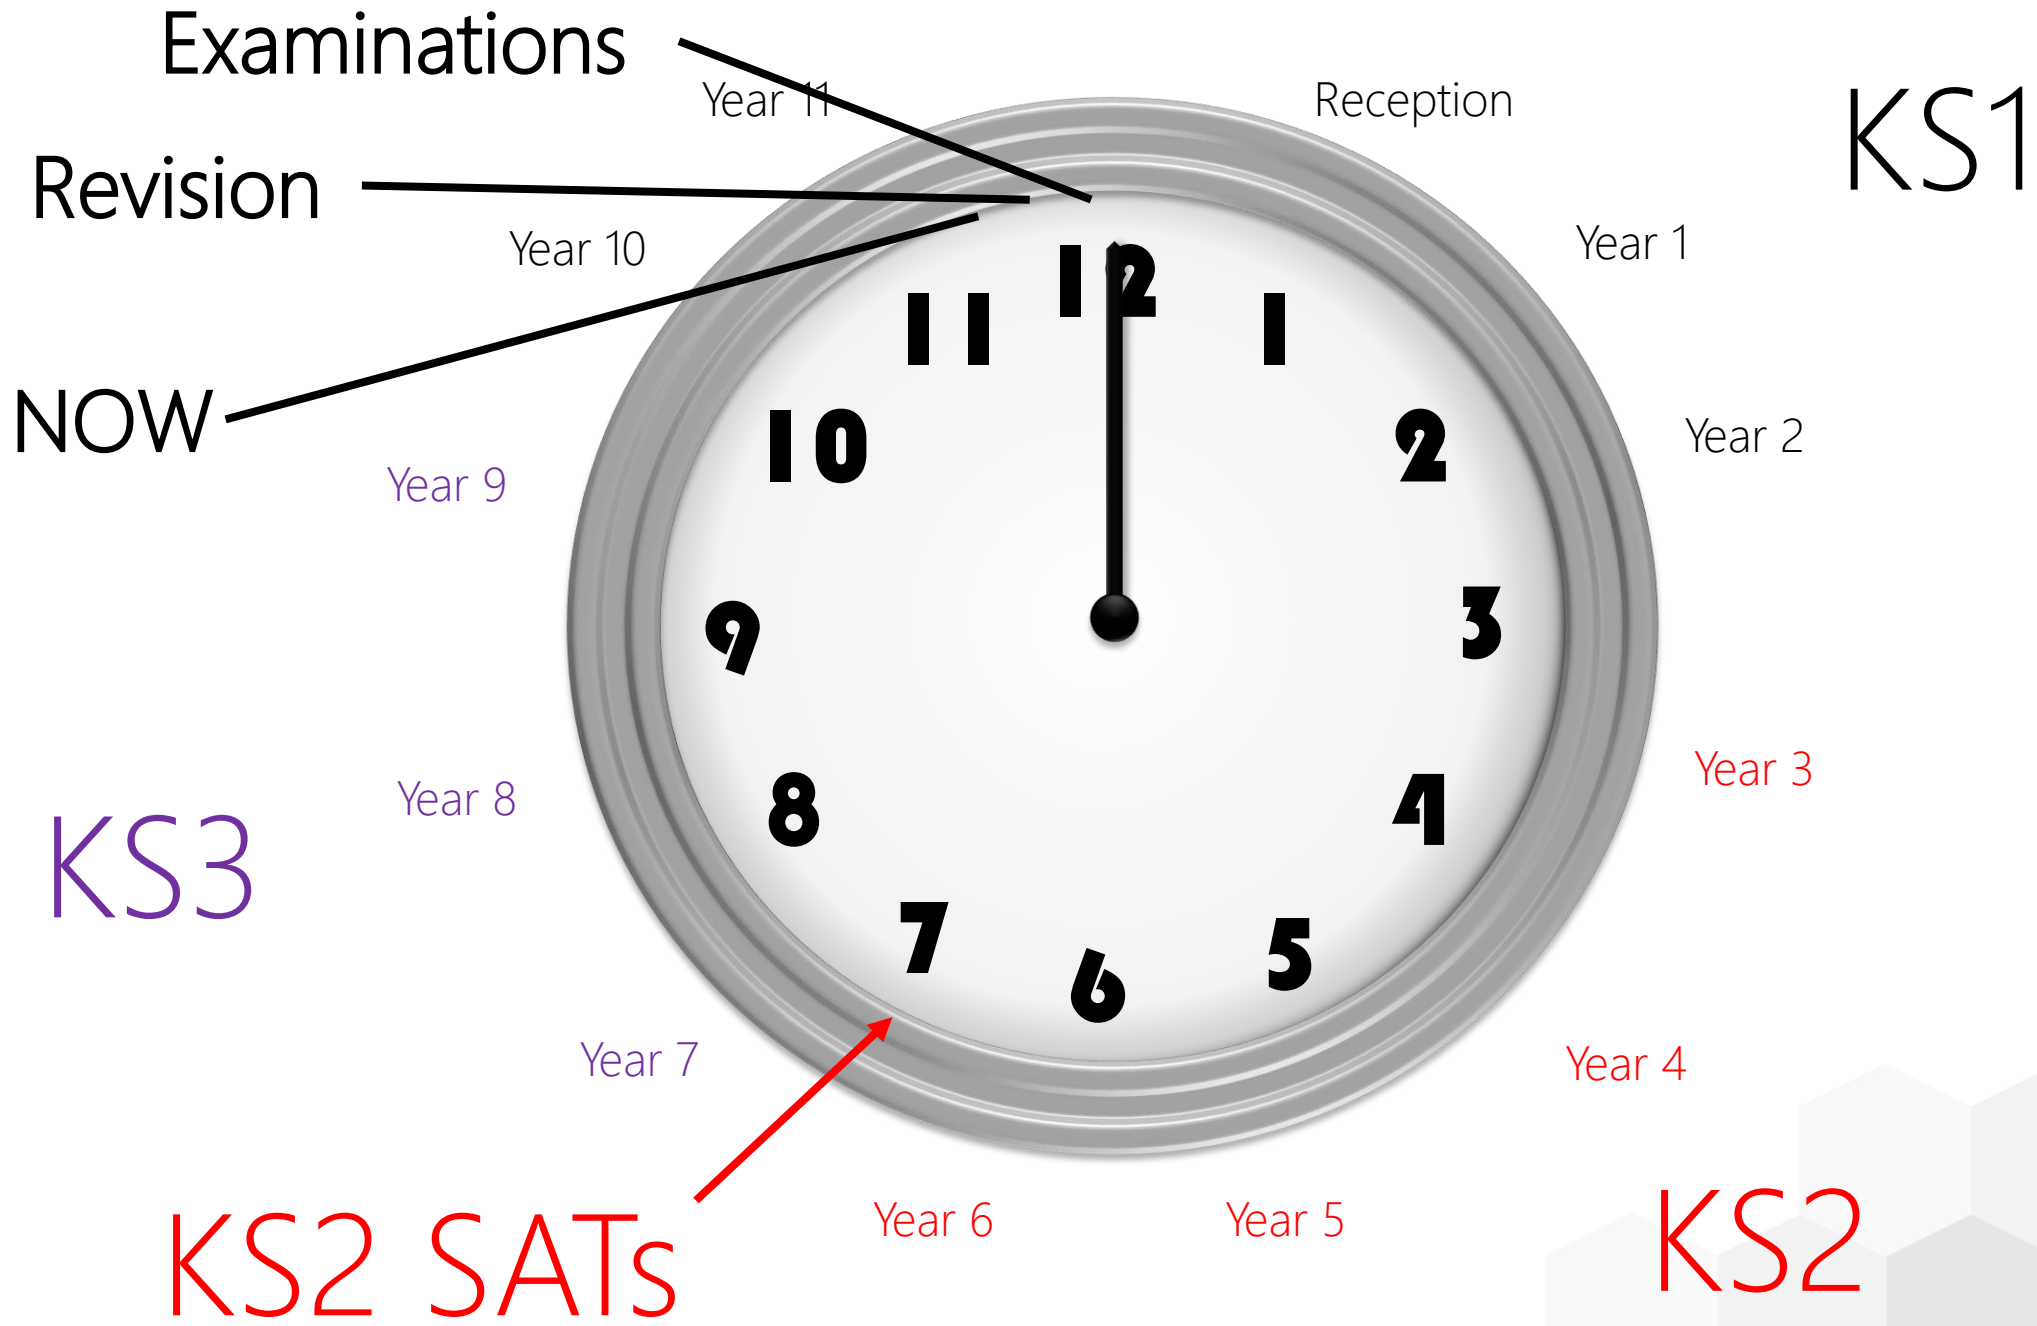 Examinations
Year 11
Reception
KS1
Revision
Year 10
Year 1
12
11
1
NOW
Year 2
10
2
Year 9
9
3
Year 3
Year 8
8
4
KS3
7
5
6
Year 7
Year 4
KS2 SATs
Year 6
Year 5
KS2